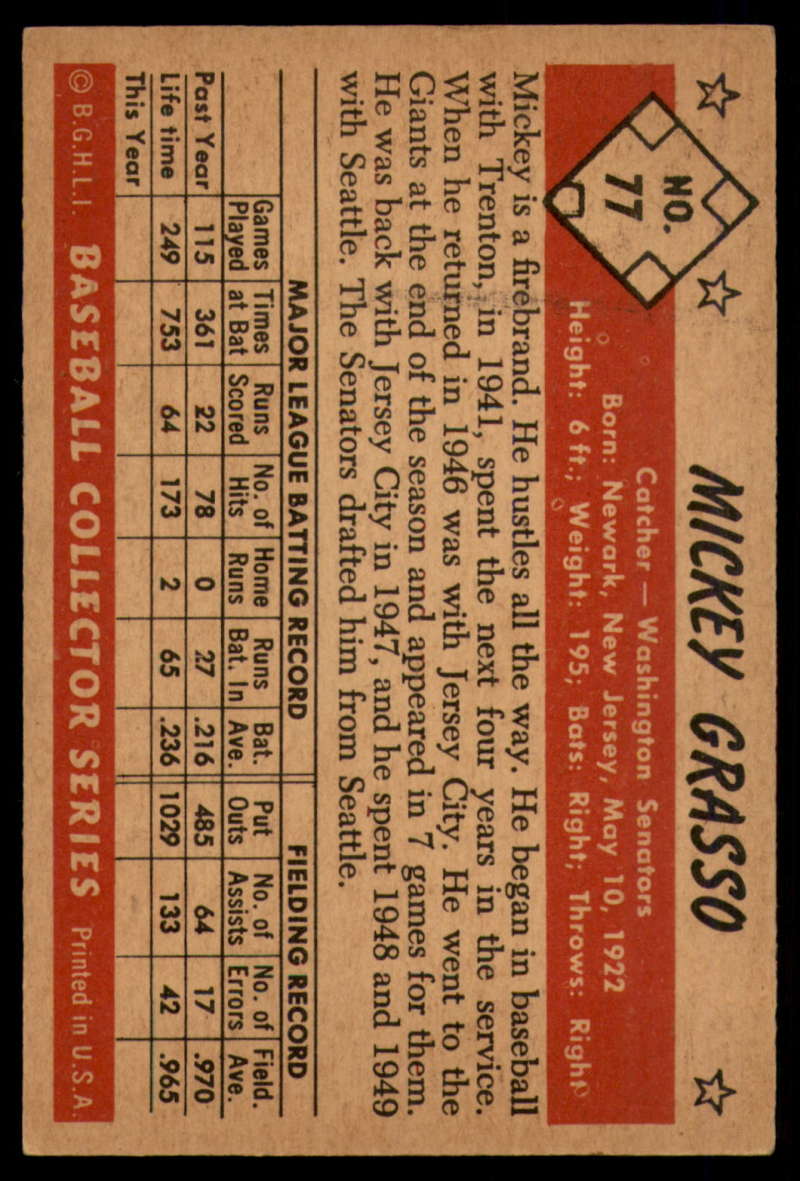 MICKEY GRASSO
NO.
77
Catcher — Washington Senators
Born: Newark, New Jersey, May 10, 1922
Height: 6 ft.; Weight: 195; Bats: Right; Throws: Right
Mickey is a firebrand. He hustles all the way. He began in baseball
with Trenton, in 1941, spent the next four years in the service.
When he returned in 1946 was with Jersey City. He went to the
Giants at the end of the season and appeared in 7 games for them.
He was back with Jersey City in 1947, and he spent 1948 and 1949
with Seattle. The Senators drafted him from Seattle.
MAJOR LEAGUE BATTING RECORD FIELDING RECORD
Games Times Runs No. of Home Runs Bat. Put No. of No. of Field.
Played at Bat Scored Hits Runs Bat. In Ave. Outs Assists Errors Ave.
Past Year 115 361 22 78 0 27 .216 485 64 17 .970
Life time 249 753 64 173 2 65 .236 1029 133 42 .965
This Year
© B.G.H.L.I. BASEBALL COLLECTOR SERIES Printed in U.S.A.